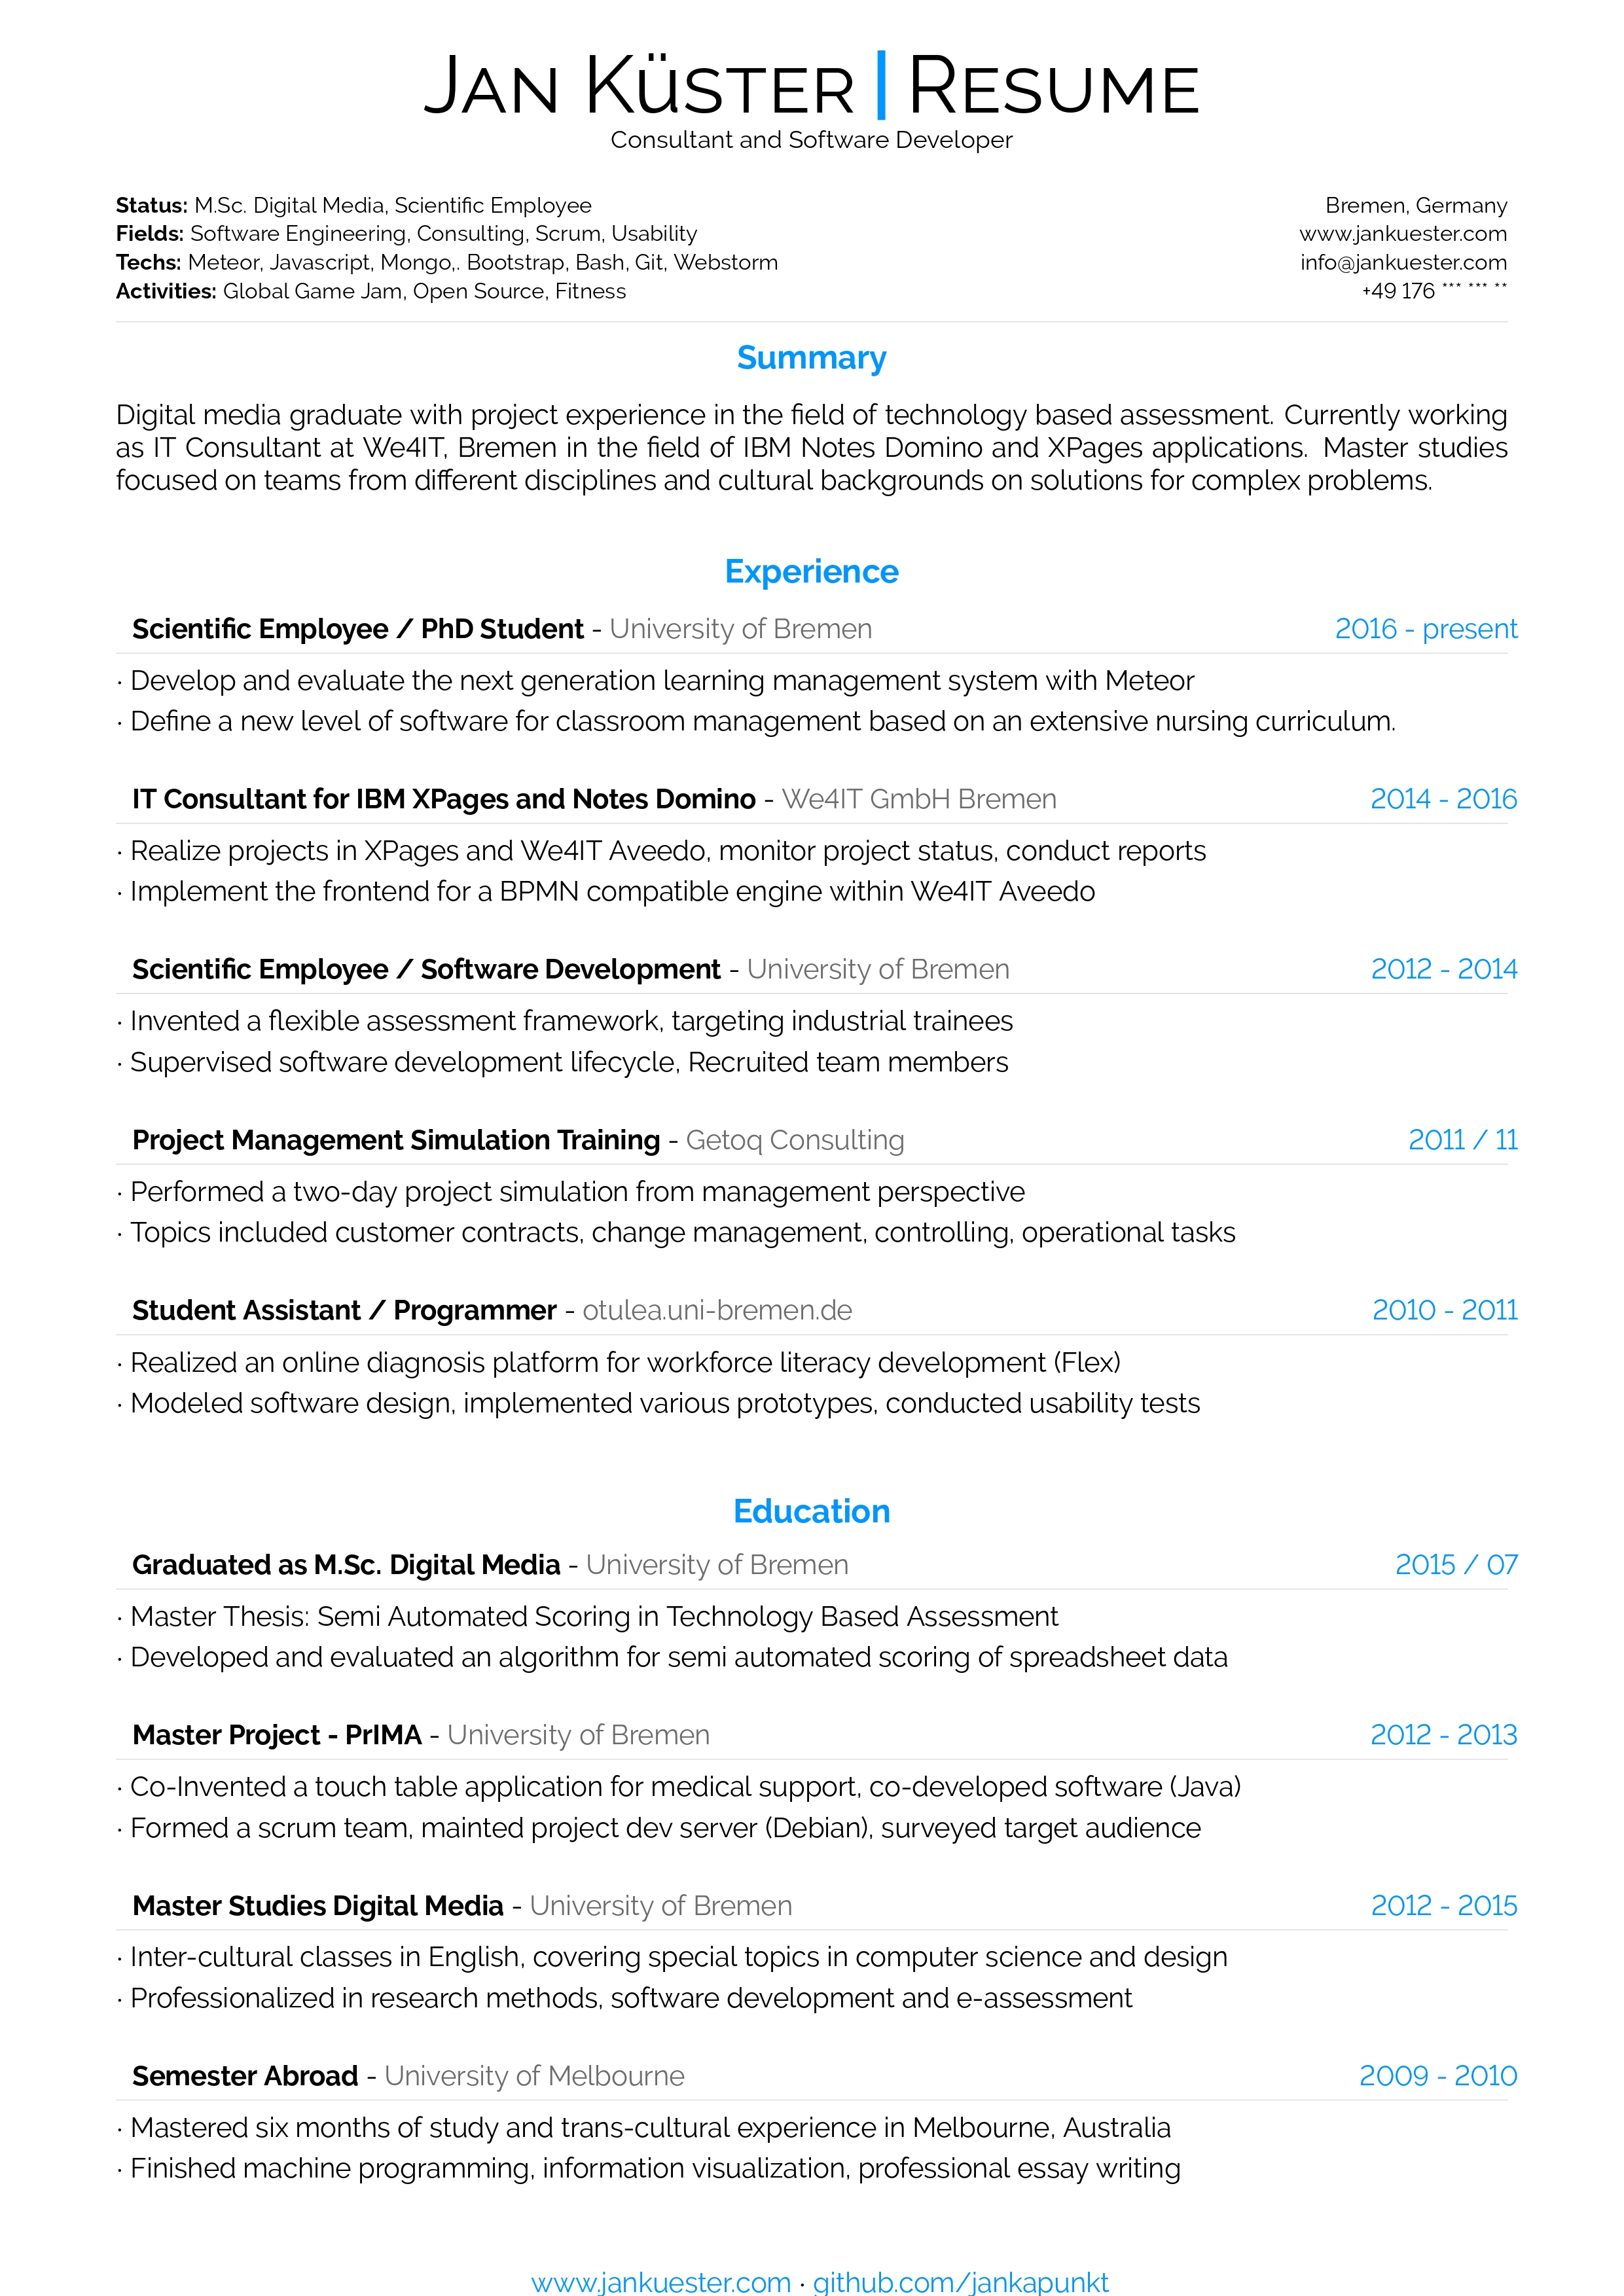 Jan Küster | Resume
Consultant and Software Developer
Status: M.Sc. Digital Media, Scientific Employee
Bremen, Germany
Fields: Software Engineering, Consulting, Scrum, Usability
www.jankuester.com
Techs: Meteor, Javascript, Mongo,. Bootstrap, Bash, Git, Webstorm
info@jankuester.com
Activities: Global Game Jam, Open Source, Fitness
+49 176 *** *** **
Summary
Digital media graduate with project experience in the field of technology based assessment. Currently working
as IT Consultant at We4IT, Bremen in the field of IBM Notes Domino and XPages applications. Master studies
focused on teams from different disciplines and cultural backgrounds on solutions for complex problems.
Experience
Scientific Employee / PhD Student - University of Bremen 2016 - present
· Develop and evaluate the next generation learning management system with Meteor
· Define a new level of software for classroom management based on an extensive nursing curriculum.
IT Consultant for IBM XPages and Notes Domino - We4IT GmbH Bremen 2014 - 2016
· Realize projects in XPages and We4IT Aveedo, monitor project status, conduct reports
· Implement the frontend for a BPMN compatible engine within We4IT Aveedo
Scientific Employee / Software Development - University of Bremen 2012 - 2014
· Invented a flexible assessment framework, targeting industrial trainees
· Supervised software development lifecycle, Recruited team members
Project Management Simulation Training - Getoq Consulting 2011 / 11
· Performed a two-day project simulation from management perspective
· Topics included customer contracts, change management, controlling, operational tasks
Student Assistant / Programmer - otulea.uni-bremen.de 2010 - 2011
· Realized an online diagnosis platform for workforce literacy development (Flex)
· Modeled software design, implemented various prototypes, conducted usability tests
Education
Graduated as M.Sc. Digital Media - University of Bremen 2015 / 07
· Master Thesis: Semi Automated Scoring in Technology Based Assessment
· Developed and evaluated an algorithm for semi automated scoring of spreadsheet data
Master Project - PrIMA - University of Bremen 2012 - 2013
· Co-Invented a touch table application for medical support, co-developed software (Java)
· Formed a scrum team, mainted project dev server (Debian), surveyed target audience
Master Studies Digital Media - University of Bremen 2012 - 2015
· Inter-cultural classes in English, covering special topics in computer science and design
· Professionalized in research methods, software development and e-assessment
Semester Abroad - University of Melbourne 2009 - 2010
· Mastered six months of study and trans-cultural experience in Melbourne, Australia
· Finished machine programming, information visualization, professional essay writing
www.jankuester.com · github.com/jankapunkt